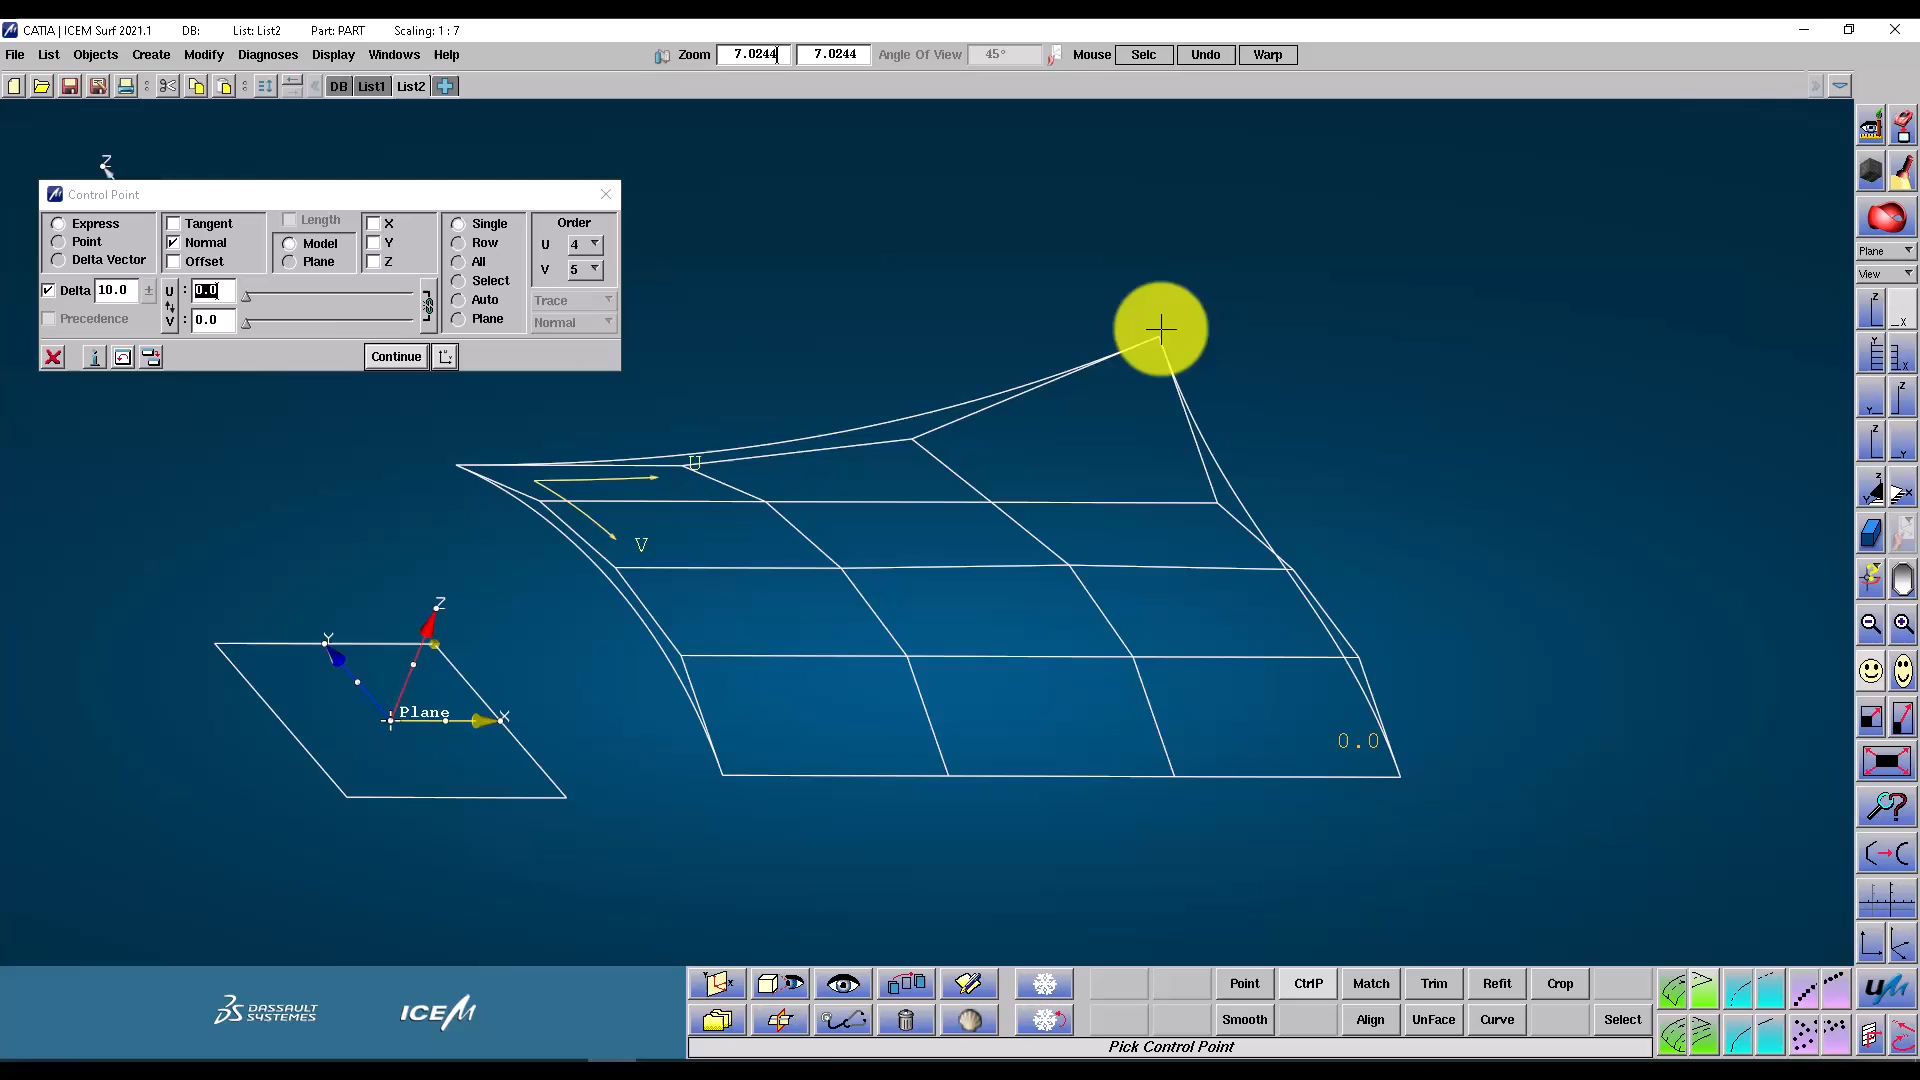 CATIA | ICEM Surf 2021.1 DB: List: List2 Part: PART Scaling: 1 : 7
File List Objects Create Modify Diagnoses Display Windows Help Zoom 7.0244 7.0244 Angle Of View 45° Mouse Selc Undo Warp
DB List1 List2
Z
Control Point
Express Tangent Length X Single Order
Point Normal Model Y Row U 4
Delta Vector Offset Plane Z All V 5
Select
Delta 10.0 ± U : 0.0 Auto Trace
Precedence V : 0.0 Plane Normal
Continue
Plane
View
Z X
Y X
Y Z
Z Y
U
V
Z
Y
Plane X
0.0
DASSAULT SYSTEMES ICEM
Point CtrlP Match Trim Refit Crop
Smooth Align UnFace Curve Select
Pick Control Point